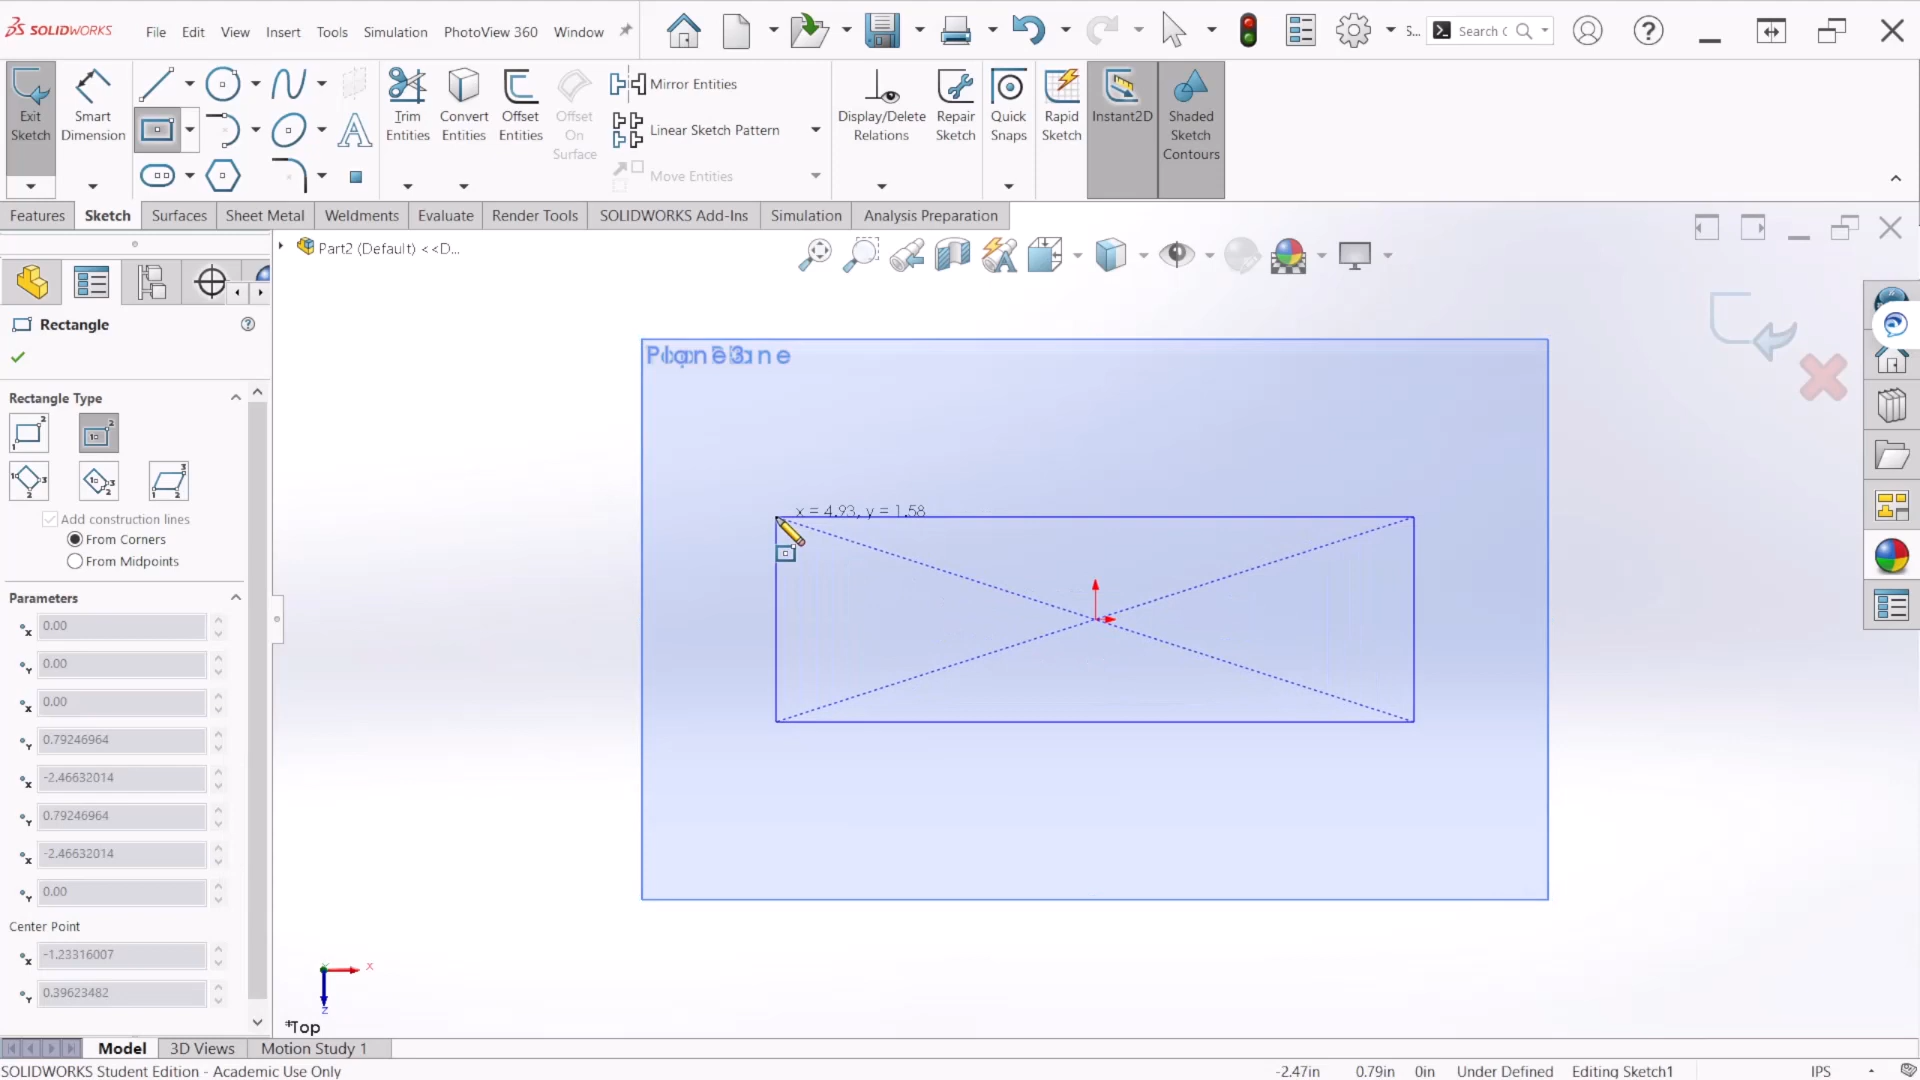 SOLIDWORKS
File Edit View Insert Tools Simulation PhotoView 360 Window
S...
Search
Exit Sketch
Smart Dimension
Trim Entities
Convert Entities
Offset Entities
Offset On Surface
Mirror Entities
Linear Sketch Pattern
Move Entities
Display/Delete Relations
Repair Sketch
Quick Snaps
Rapid Sketch
Instant2D
Shaded Sketch Contours
Features Sketch Surfaces Sheet Metal Weldments Evaluate Render Tools SOLIDWORKS Add-Ins Simulation Analysis Preparation
Part2 (Default) <<D...
Rectangle
Rectangle Type
Add construction lines
From Corners
From Midpoints
Parameters
0.00
0.00
0.00
0.79246964
-2.46632014
0.79246964
-2.46632014
0.00
Center Point
-1.23316007
0.39623482
x = 4.93, y = 1.58
x
z
*Top
Model 3D Views Motion Study 1
SOLIDWORKS Student Edition - Academic Use Only
-2.47in 0.79in 0in Under Defined Editing Sketch1 IPS